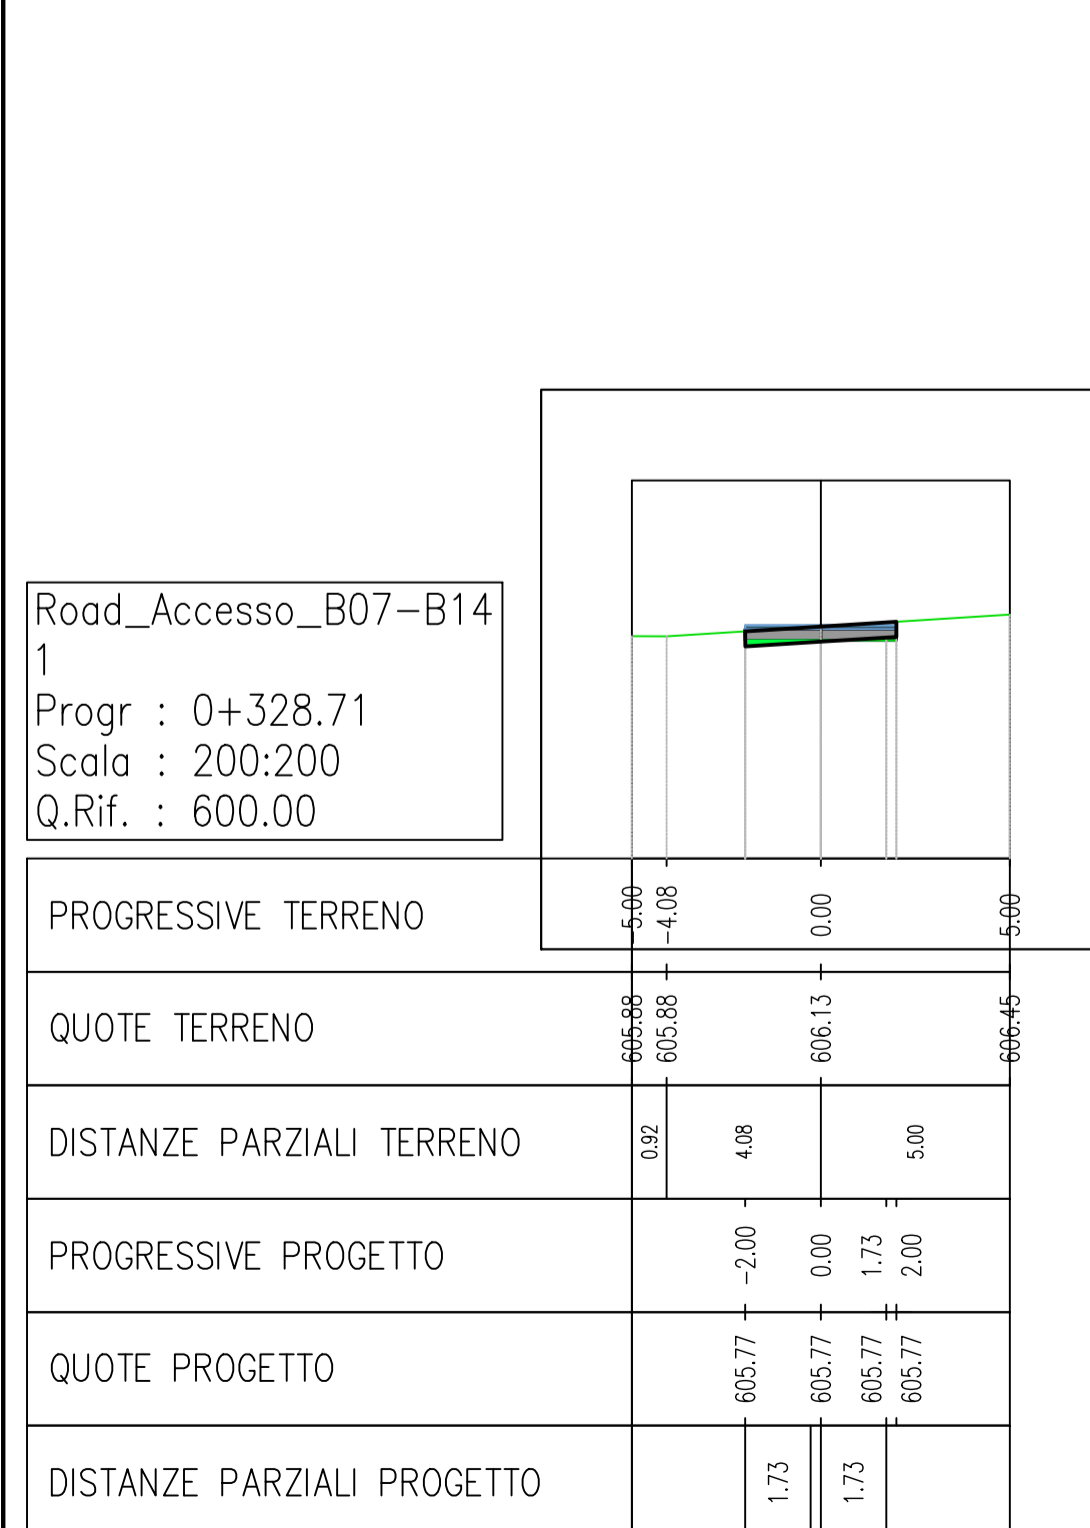 Road_Accesso_B07-B14
1
Progr : 0+328.71
Scala : 200:200
Q.Rif. : 600.00
PROGRESSIVE TERRENO -5.00 -4.08 0.00 5.00
QUOTE TERRENO 605.88 605.88 606.13 606.45
DISTANZE PARZIALI TERRENO 0.92 4.08 5.00
PROGRESSIVE PROGETTO -2.00 0.00 1.73 2.00
QUOTE PROGETTO 605.77 605.77 605.77 605.77
DISTANZE PARZIALI PROGETTO 1.73 1.73